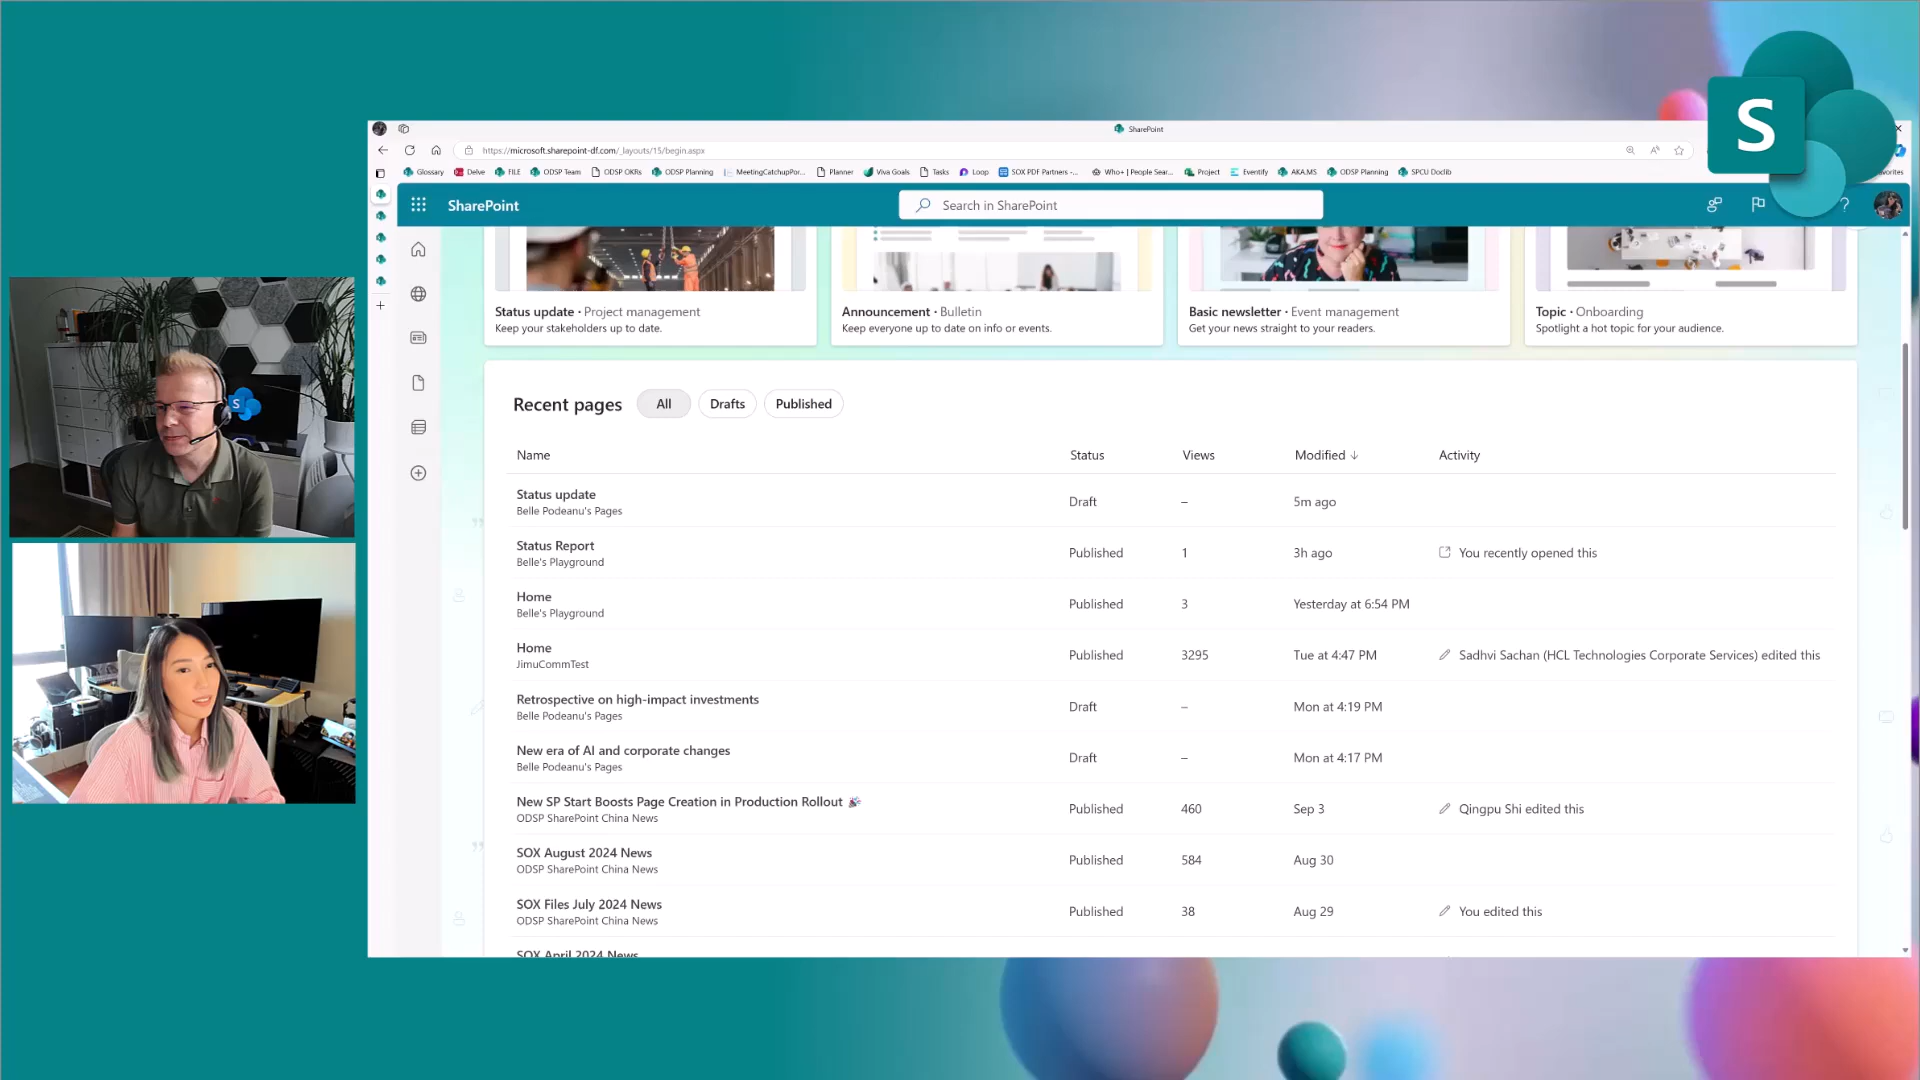 SharePoint
https://microsoft.sharepoint-df.com/_layouts/15/begin.aspx
Glossary Delve FILE ODSP Team ODSP OKRs ODSP Planning MeetingCatchupPor... Planner Viva Goals Tasks Loop SOX PDF Partners -... Who+ | People Sear... Project Eventify AKA.MS ODSP Planning SPCU Doclib
S
SharePoint
Search in SharePoint
Status update · Project management
Keep your stakeholders up to date.
Announcement · Bulletin
Keep everyone up to date on info or events.
Basic newsletter · Event management
Get your news straight to your readers.
Topic · Onboarding
Spotlight a hot topic for your audience.
Recent pages All Drafts Published
Name Status Views Modified ↓ Activity
Status update
Belle Podeanu's Pages
Draft – 5m ago
Status Report
Belle's Playground
Published 1 3h ago You recently opened this
Home
Belle's Playground
Published 3 Yesterday at 6:54 PM
Home
JimuCommTest
Published 3295 Tue at 4:47 PM Sadhvi Sachan (HCL Technologies Corporate Services) edited this
Retrospective on high-impact investments
Belle Podeanu's Pages
Draft – Mon at 4:19 PM
New era of AI and corporate changes
Belle Podeanu's Pages
Draft – Mon at 4:17 PM
New SP Start Boosts Page Creation in Production Rollout 🎉
ODSP SharePoint China News
Published 460 Sep 3 Qingpu Shi edited this
SOX August 2024 News
ODSP SharePoint China News
Published 584 Aug 30
SOX Files July 2024 News
ODSP SharePoint China News
Published 38 Aug 29 You edited this
SOX April 2024 News
S